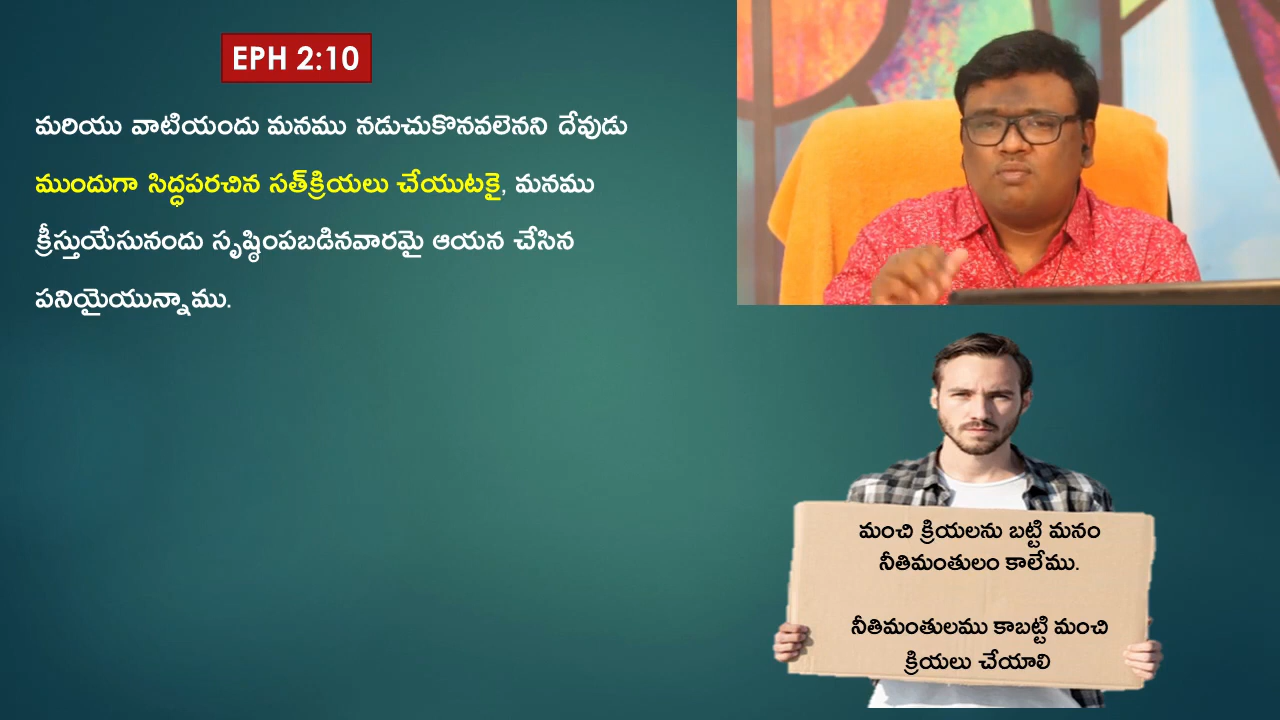 EPH 2:10
మరియు వాటియందు మనము నడుచుకొనవలెనని దేవుడు
ముందుగా సిద్ధపరచిన సత్‌క్రియలు చేయుటకై, మనము
క్రీస్తుయేసునందు సృష్ఠింపబడినవారమై ఆయన చేసిన
పనియైయున్నాము.
మంచి క్రియలను బట్టి మనం
నీతిమంతులం కాలేము.
నీతిమంతులము కాబట్టి మంచి
క్రియలు చేయాలి